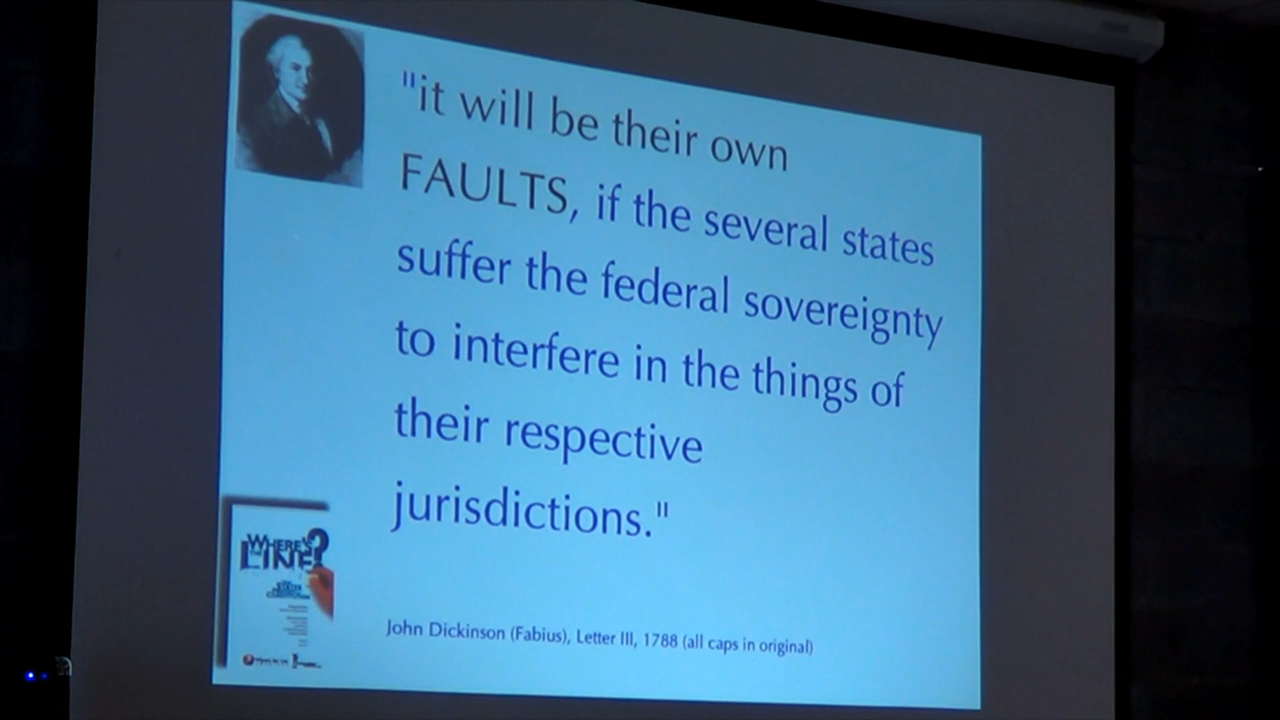 "it will be their own
FAULTS, if the several states
suffer the federal sovereignty
to interfere in the things of
their respective
jurisdictions."
WHERE'S
THE
LINE?
John Dickinson (Fabius), Letter III, 1788 (all caps in original)